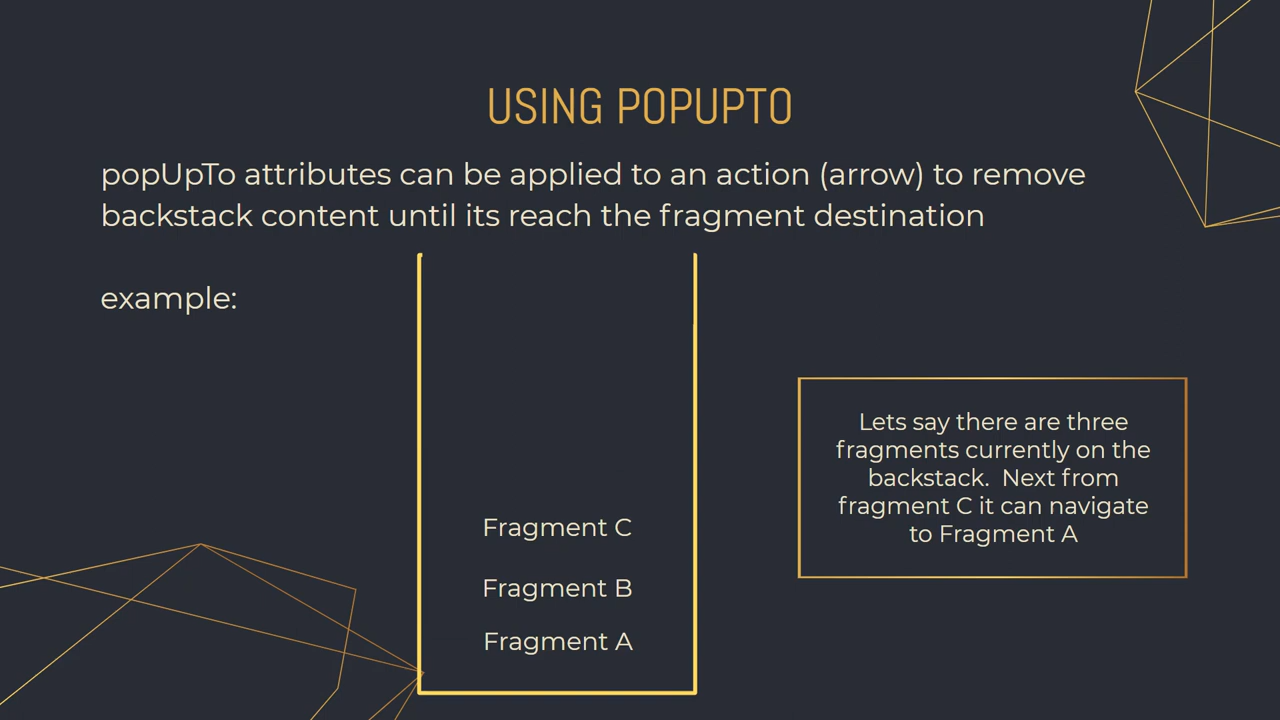 USING POPUPTO
popUpTo attributes can be applied to an action (arrow) to remove
backstack content until its reach the fragment destination
example:
Fragment C
Fragment B
Fragment A
Lets say there are three
fragments currently on the
backstack. Next from
fragment C it can navigate
to Fragment A